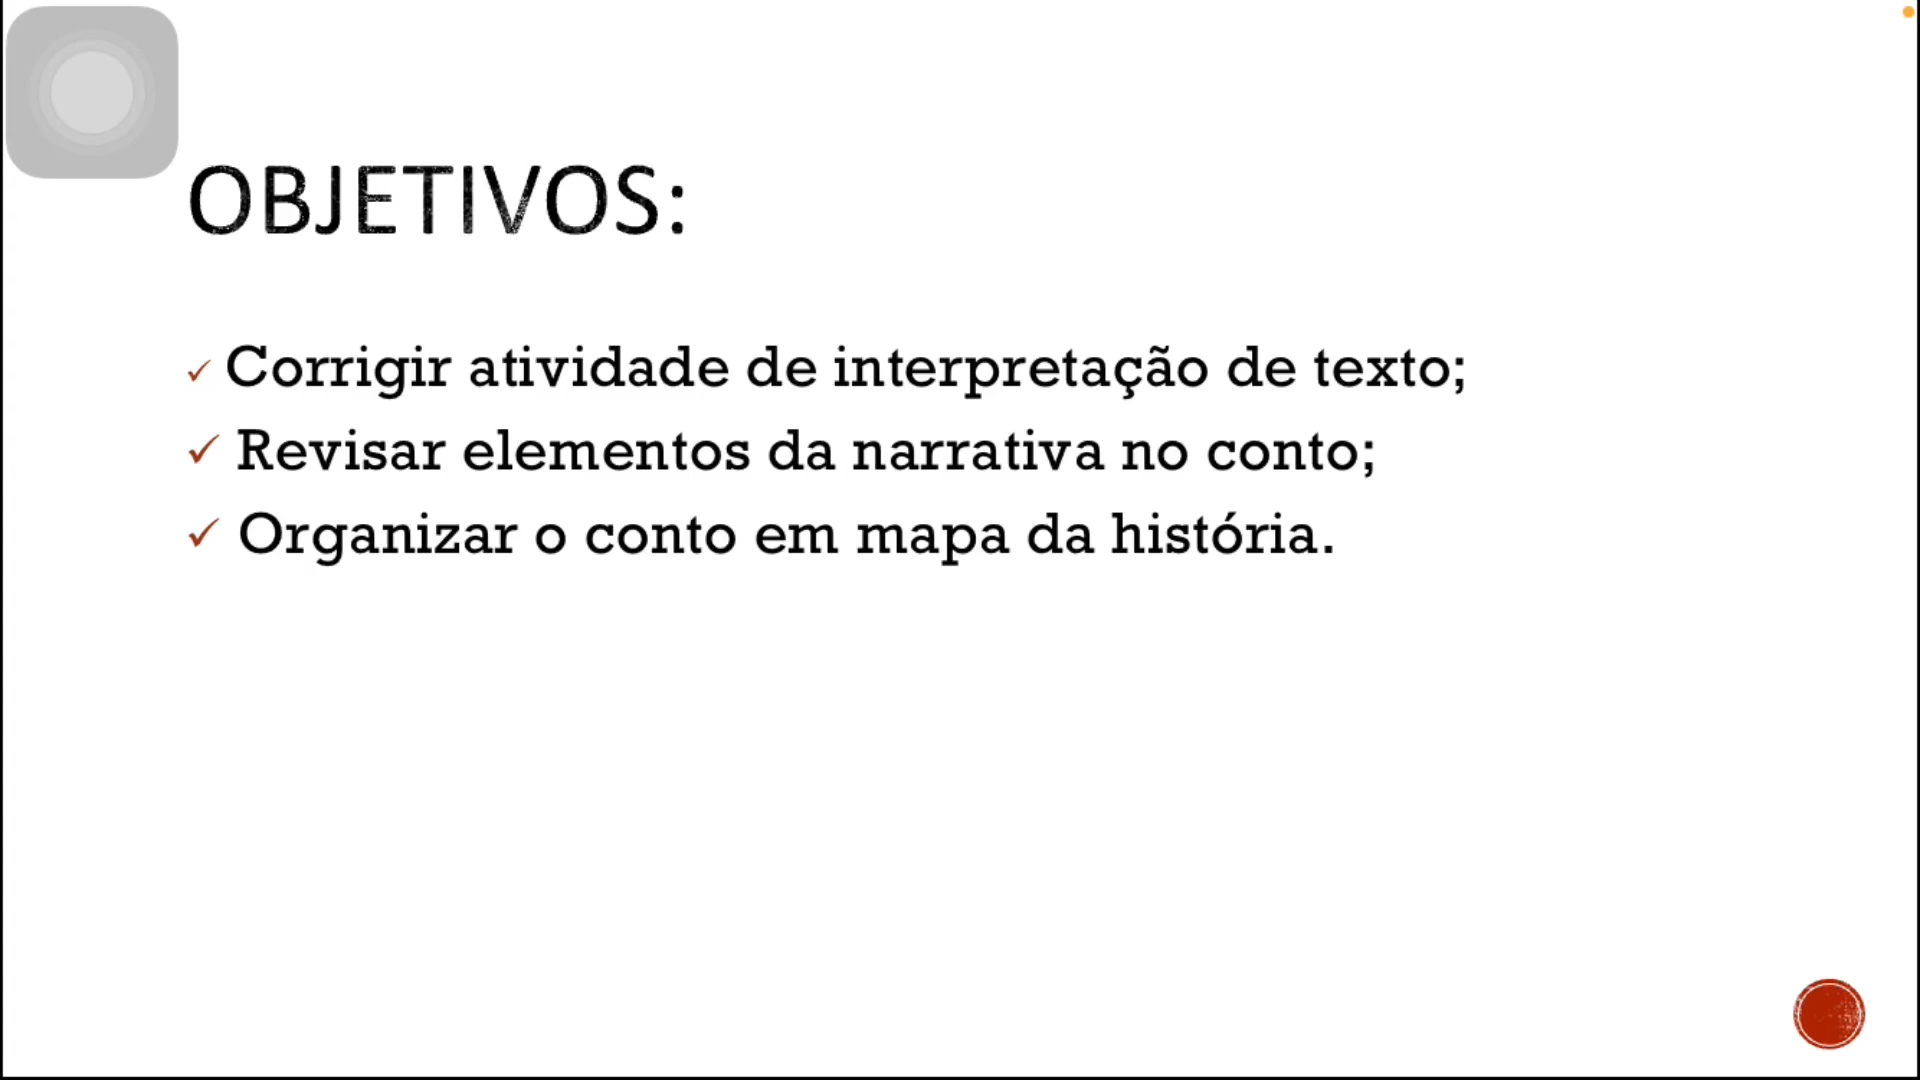 OBJETIVOS:
✓ Corrigir atividade de interpretação de texto;
✓ Revisar elementos da narrativa no conto;
✓ Organizar o conto em mapa da história.